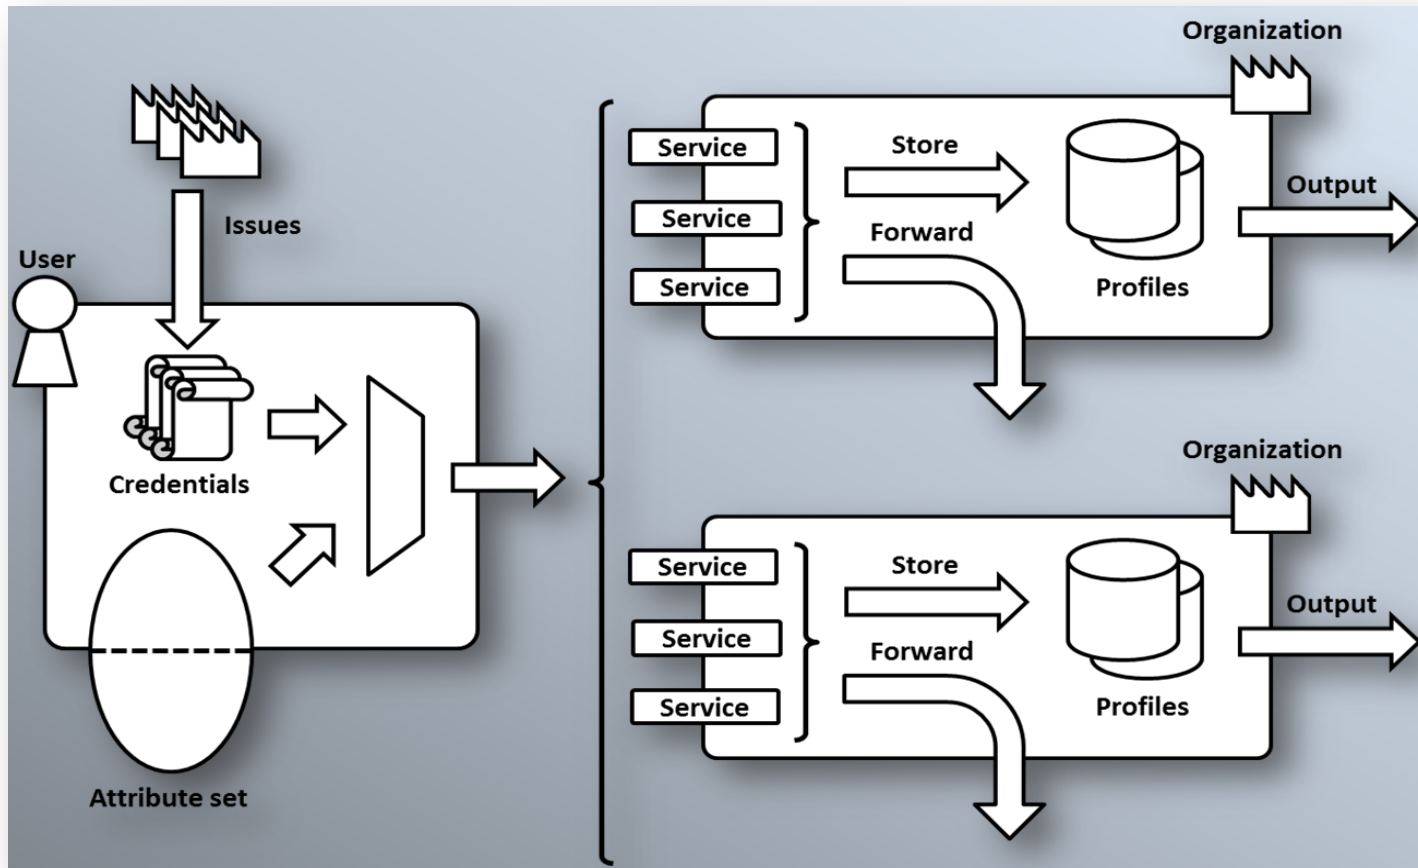 Organization
Service
Store
Service
Output
Issues
Forward
User
Service
Profiles
Credentials
Organization
Service
Store
Output
Service
Forward
Service
Profiles
Attribute set